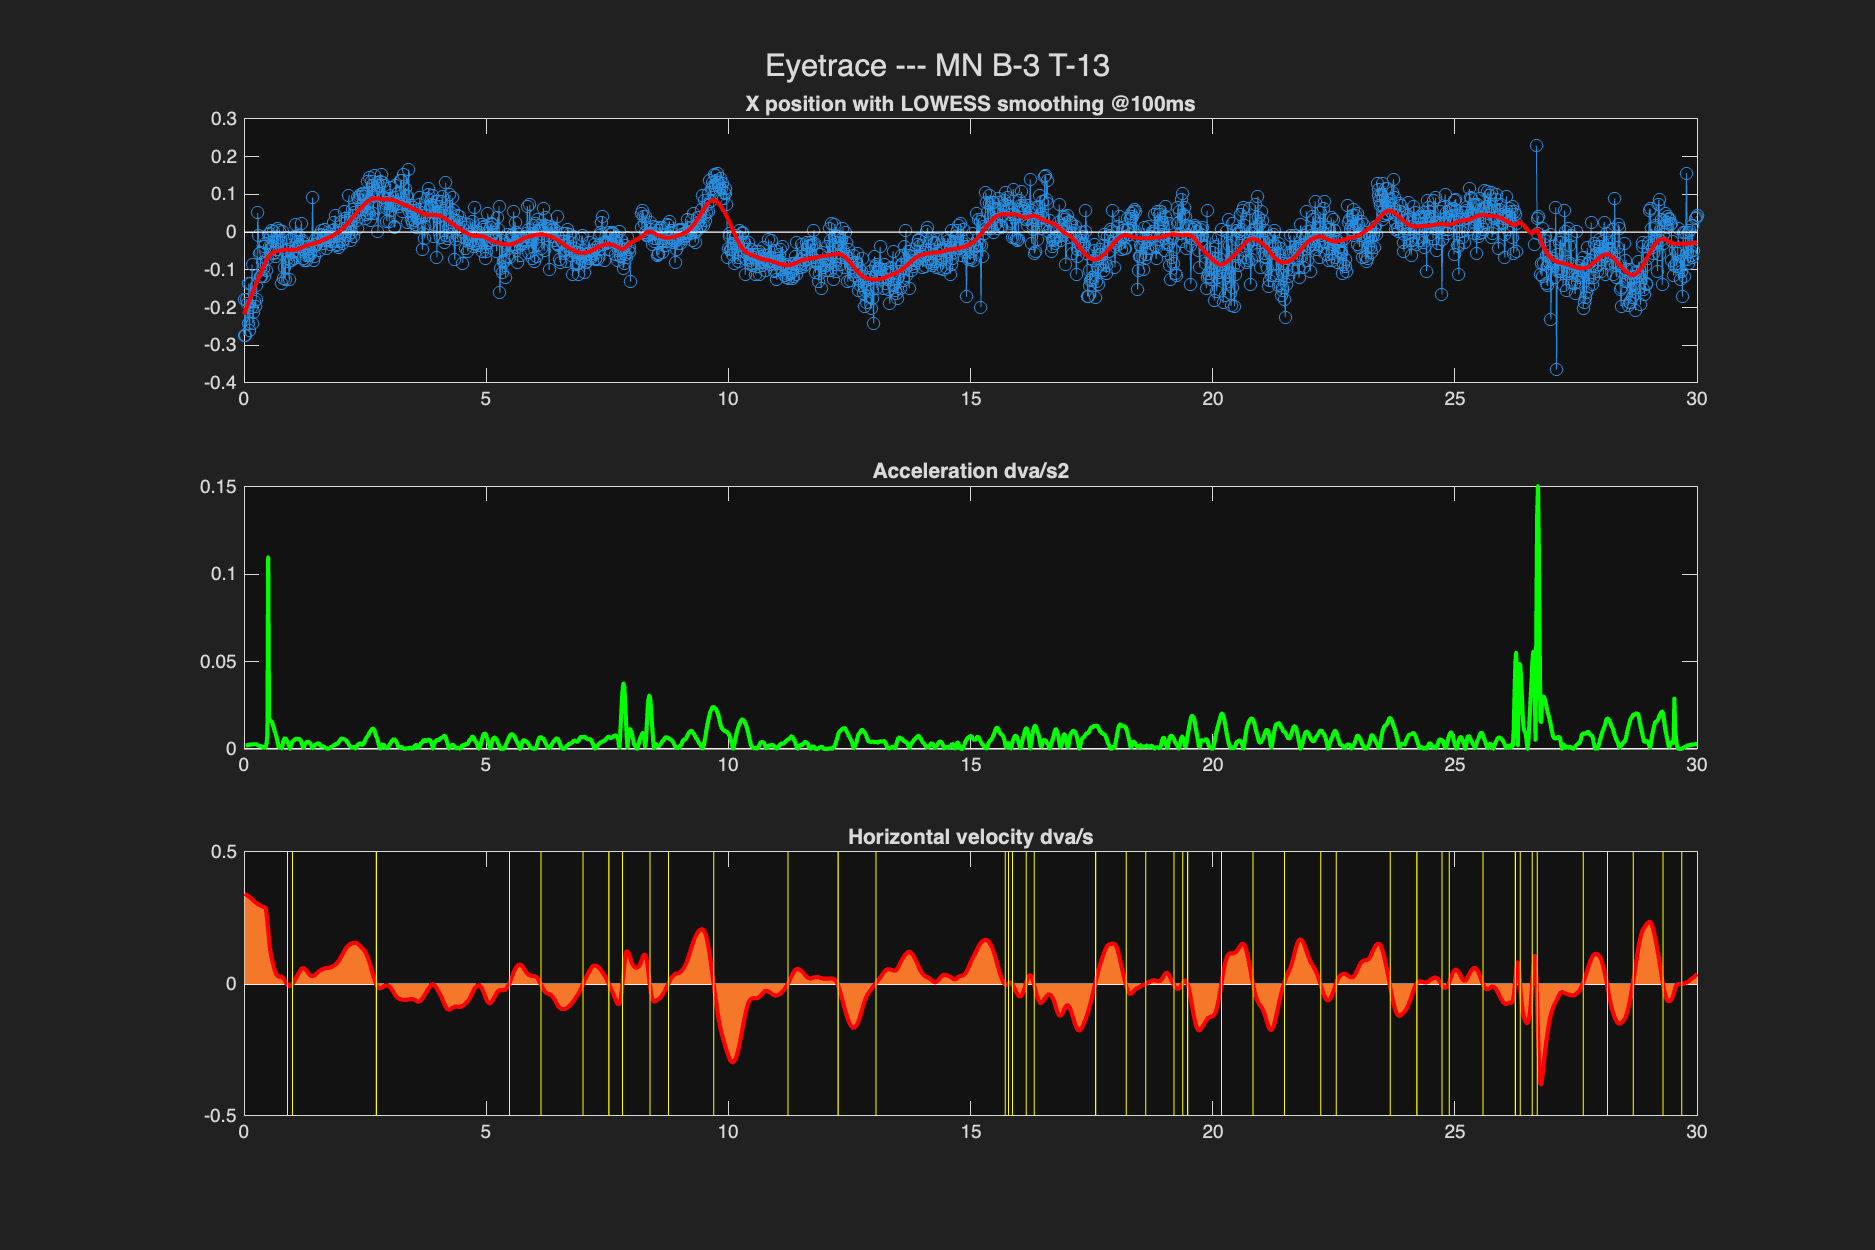 Eyetrace --- MN B-3 T-13
X position with LOWESS smoothing @100ms
0.3
0.2
0.1
0
-0.1
-0.2
-0.3
-0.4
0 5 10 15 20 25 30
Acceleration dva/s2
0.15
0.1
0.05
0
0 5 10 15 20 25 30
Horizontal velocity dva/s
0.5
0
-0.5
0 5 10 15 20 25 30